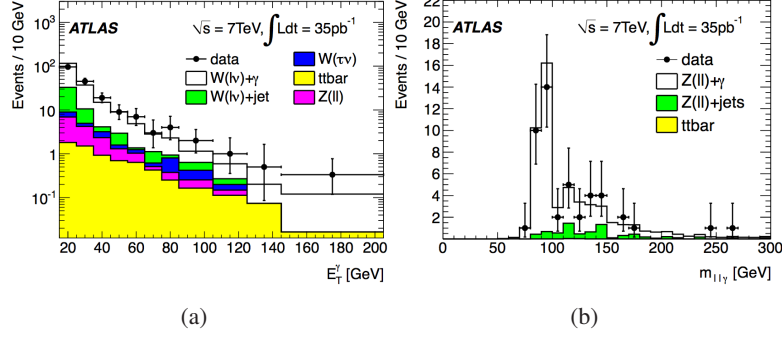 Events / 10 GeV
ATLAS
√s = 7TeV, ∫Ldt = 35pb⁻¹
data
W(lν)+γ
W(lν)+jet
W(τν)
ttbar
Z(ll)
10³
10²
10
1
10⁻¹
20 40 60 80 100 120 140 160 180 200
E_T^γ [GeV]
(a)
Events / 10 GeV
ATLAS
√s = 7TeV, ∫Ldt = 35pb⁻¹
data
Z(ll)+γ
Z(ll)+jets
ttbar
22
20
18
16
14
12
10
8
6
4
2
0 50 100 150 200 250 300
m_llγ [GeV]
(b)